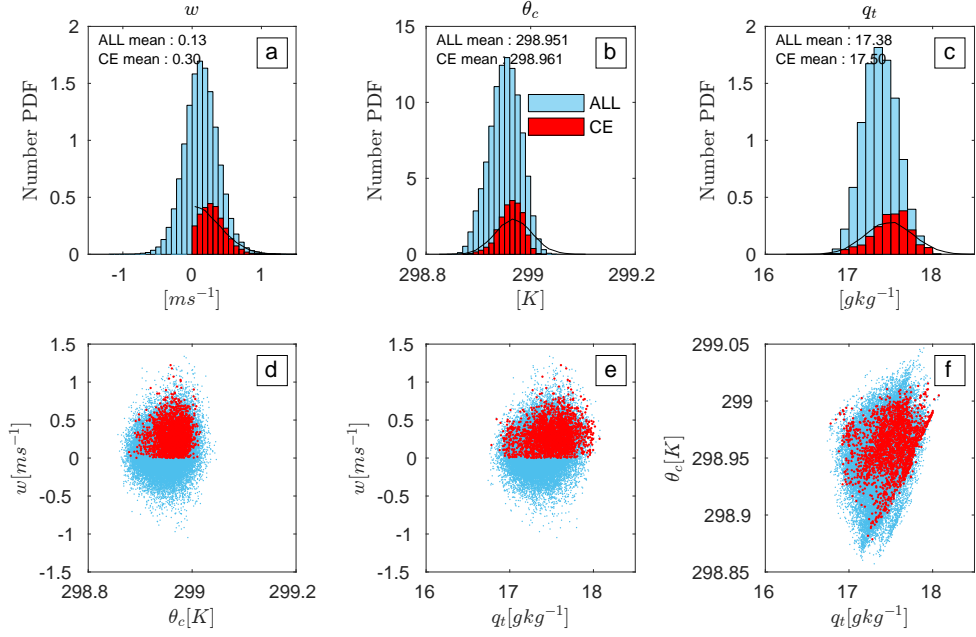 w
ALL mean : 0.13
CE mean : 0.30
a
2
1.5
1
0.5
0
Number PDF
-1 0 1
[ms⁻¹]
θc
ALL mean : 298.951
CE mean : 298.961
b
15
10
5
0
Number PDF
ALL
CE
298.8 299 299.2
[K]
qt
ALL mean : 17.38
CE mean : 17.50
c
2
1.5
1
0.5
0
Number PDF
16 17 18
[gkg⁻¹]
d
1.5
1
0.5
0
-0.5
-1
-1.5
w[ms⁻¹]
298.8 299 299.2
θc[K]
e
1.5
1
0.5
0
-0.5
-1
-1.5
w[ms⁻¹]
16 17 18
qt[gkg⁻¹]
f
299.05
299
298.95
298.9
298.85
θc[K]
16 17 18
qt[gkg⁻¹]